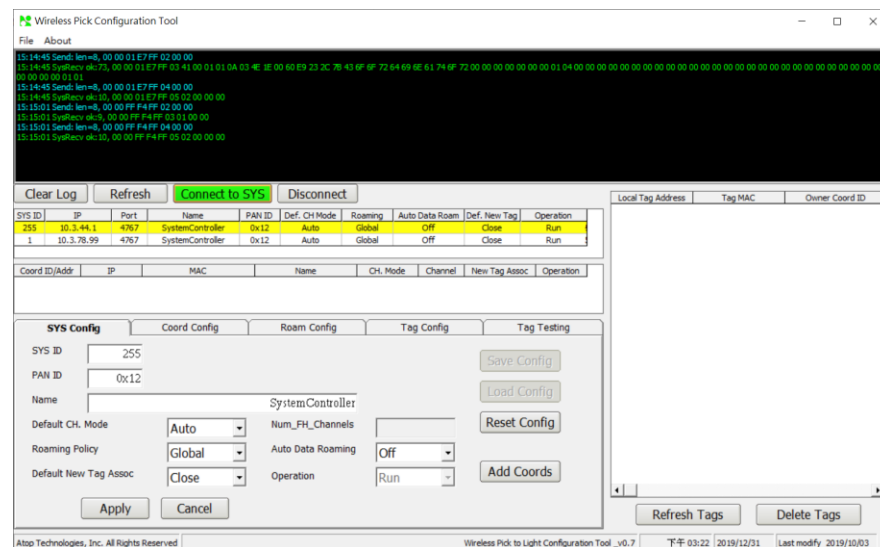 Wireless Pick Configuration Tool
File About
15:14:45 Send: len=8, 00 00 01 E7 FF 02 00 00
15:14:45 SysRecv ok:73, 00 00 01 E7 FF 03 41 00 01 01 0A 03 4E 1E 00 60 E9 23 2C 7B 43 6F 6F 72 64 69 6E 61 74 6F 72 00 00 00 00 00 00 00 01 04 00 00 00 00 00 00 00 00 00 00 00 00 00 00 00 00 00 00
00 00 00 00 01 01
15:14:45 Send: len=8, 00 00 01 E7 FF 04 00 00
15:14:45 SysRecv ok:10, 00 00 01 E7 FF 05 02 00 00 00
15:15:01 Send: len=8, 00 00 FF F4 FF 02 00 00
15:15:01 SysRecv ok:9, 00 00 FF F4 FF 03 01 00 00
15:15:01 Send: len=8, 00 00 FF F4 FF 04 00 00
15:15:01 SysRecv ok:10, 00 00 FF F4 FF 05 02 00 00 00
Clear Log Refresh Connect to SYS Disconnect
SYS ID IP Port Name PAN ID Def. CH Mode Roaming Auto Data Roam Def. New Tag Operation
255 10.3.44.1 4767 SystemController 0x12 Auto Global Off Close Run
1 10.3.78.99 4767 SystemController 0x12 Auto Global Off Close Run
Coord ID/Addr IP MAC Name CH. Mode Channel New Tag Assoc Operation
Local Tag Address Tag MAC Owner Coord ID
SYS Config Coord Config Roam Config Tag Config Tag Testing
SYS ID 255
PAN ID 0x12
Name SystemController
Default CH. Mode Auto Num_FH_Channels
Roaming Policy Global Auto Data Roaming Off
Default New Tag Assoc Close Operation Run
Apply Cancel
Save Config
Load Config
Reset Config
Add Coords
Refresh Tags Delete Tags
Atop Technologies, Inc. All Rights Reserved Wireless Pick to Light Configuration Tool _v0.7 下午 03:22 2019/12/31 Last modify 2019/10/03